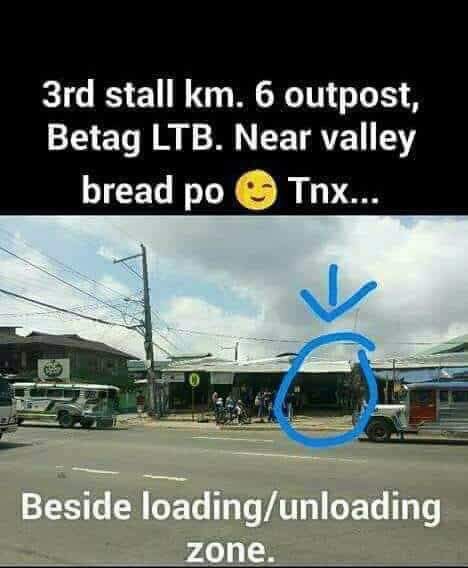 3rd stall km. 6 outpost,
Betag LTB. Near valley
bread po 😉 Tnx...
Beside loading/unloading
zone.